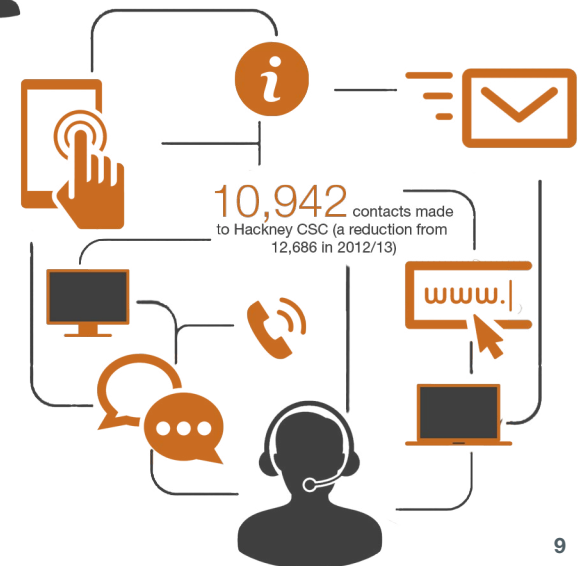 i
10,942 contacts made
to Hackney CSC (a reduction from
12,686 in 2012/13)
www.
9